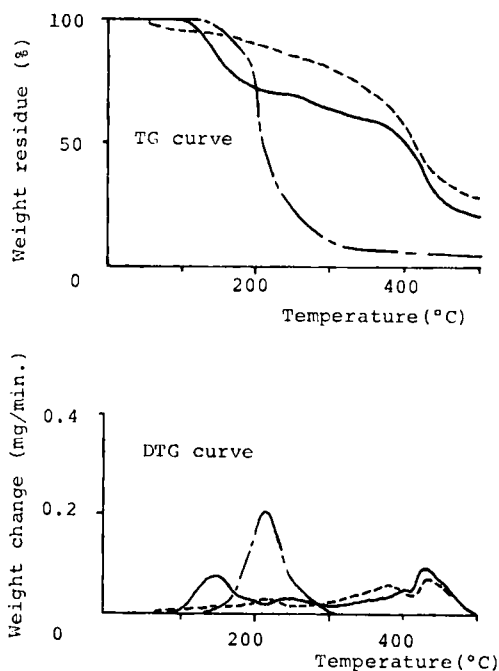 100
Weight residue (%)
TG curve
50
0
200
400
Temperature(°C)
0.4
Weight change (mg/min.)
DTG curve
0.2
0
200
400
Temperature(°C)